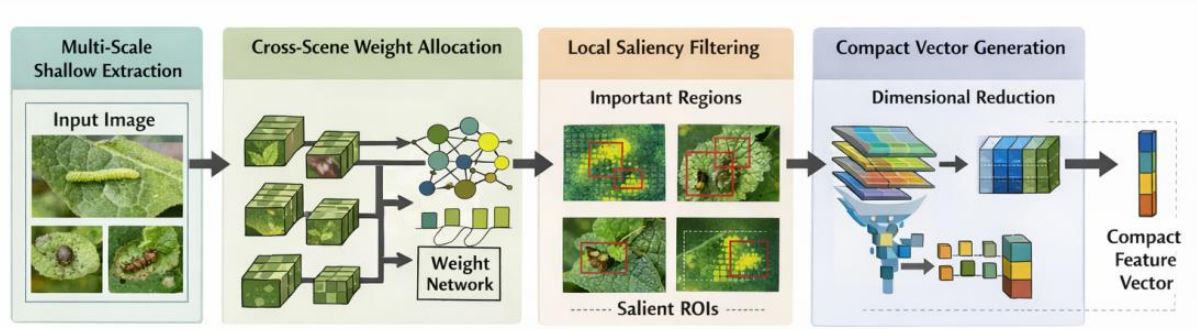 Multi-Scale
Shallow Extraction
Input Image
Cross-Scene Weight Allocation
Weight
Network
Local Saliency Filtering
Important Regions
Salient ROIs
Compact Vector Generation
Dimensional Reduction
Compact
Feature
Vector